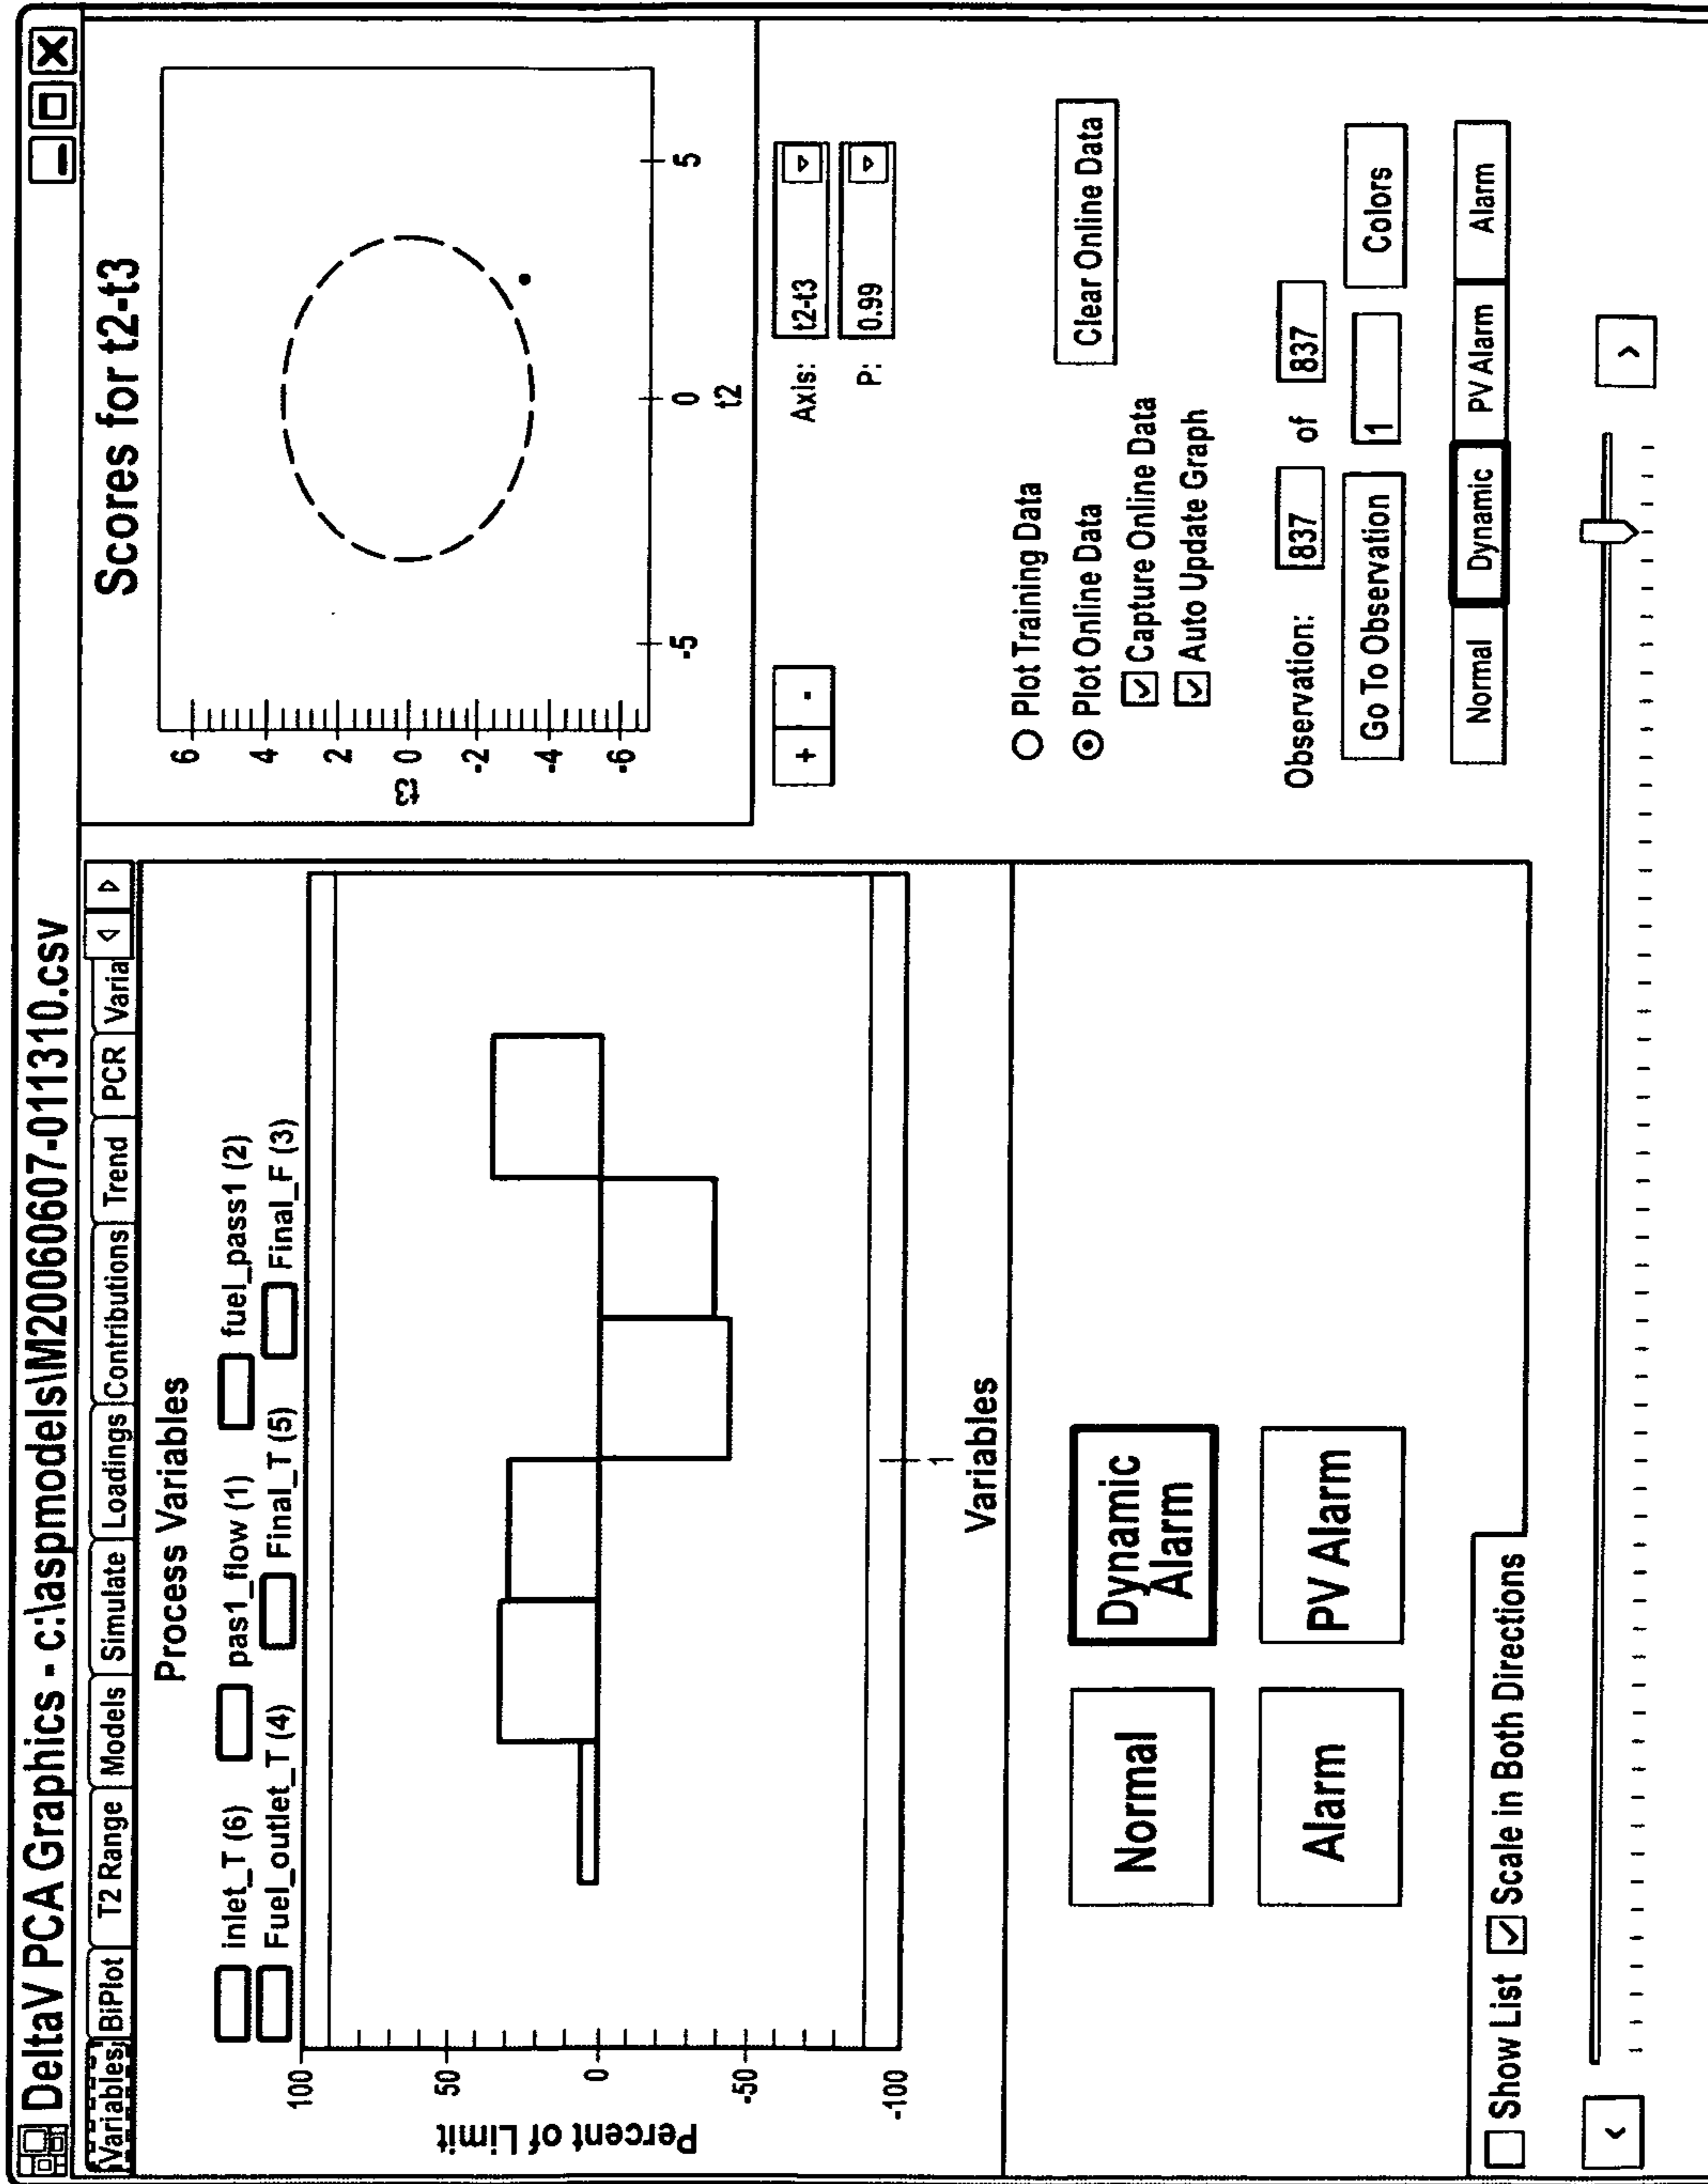 DeltaV PCA Graphics - c:\aspmodels\M2006607-011310.csv
Variables BiPlot T2 Range Models Simulate Loadings Contributions Trend PCR Varia
Process Variables
inlet_T (6) pas1_flow (1) fuel_pass1 (2)
Fuel_outlet_T (4) Final_T (5) Final_F (3)
Percent of Limit
100
50
0
-50
-100
1
Variables
Normal
Dynamic
Alarm
Alarm
PV Alarm
Show List Scale in Both Directions
Scores for t2-t3
t3
6
4
2
0
-2
-4
-6
-5 0 5
t2
+ -
Axis: t2-t3
P: 0.99
Plot Training Data
Plot Online Data
Capture Online Data
Auto Update Graph
Clear Online Data
Observation: 837 of 837
Go To Observation 1 Colors
Normal Dynamic PV Alarm Alarm
< >